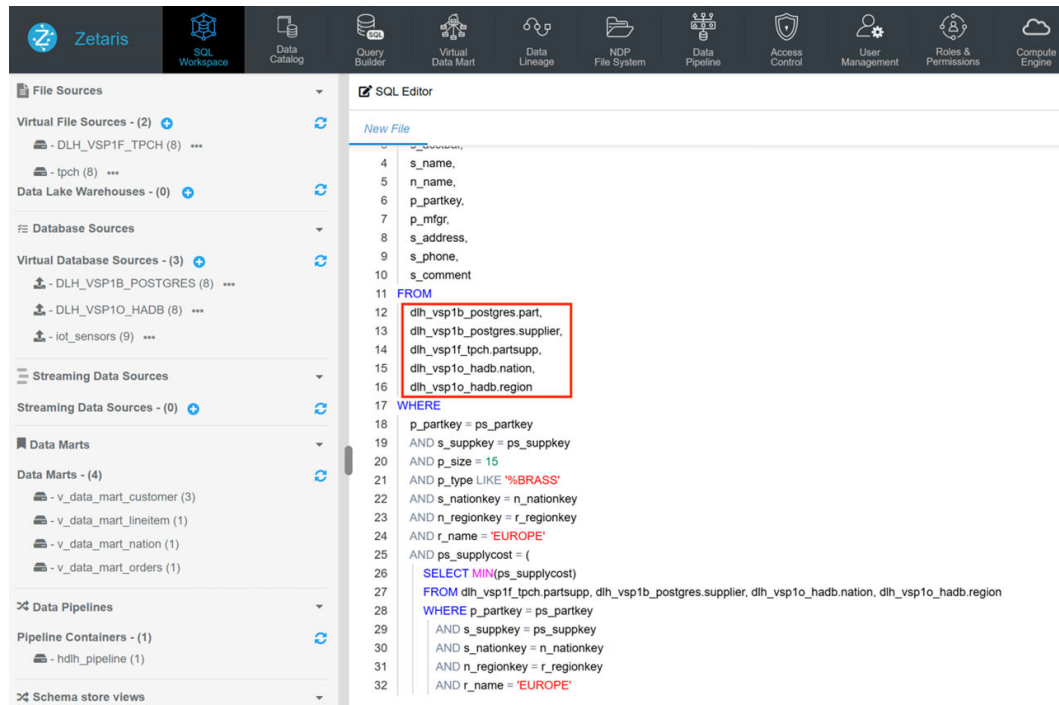 Zetaris
SQL
Workspace
Data
Catalog
Query
Builder
Virtual
Data Mart
Data
Lineage
NDP
File System
Data
Pipeline
Access
Control
User
Management
Roles &
Permissions
Compute
Engine
File Sources
Virtual File Sources - (2)
- DLH_VSP1F_TPCH (8) •••
- tpch (8) •••
Data Lake Warehouses - (0)
Database Sources
Virtual Database Sources - (3)
- DLH_VSP1B_POSTGRES (8) •••
- DLH_VSP1O_HADB (8) •••
- iot_sensors (9) •••
Streaming Data Sources
Streaming Data Sources - (0)
Data Marts
Data Marts - (4)
- v_data_mart_customer (3)
- v_data_mart_lineitem (1)
- v_data_mart_nation (1)
- v_data_mart_orders (1)
Data Pipelines
Pipeline Containers - (1)
- hdlh_pipeline (1)
Schema store views
SQL Editor
New File
4 s_name,
5 n_name,
6 p_partkey,
7 p_mfgr,
8 s_address,
9 s_phone,
10 s_comment
11 FROM
12 dlh_vsp1b_postgres.part,
13 dlh_vsp1b_postgres.supplier,
14 dlh_vsp1f_tpch.partsupp,
15 dlh_vsp1o_hadb.nation,
16 dlh_vsp1o_hadb.region
17 WHERE
18 p_partkey = ps_partkey
19 AND s_suppkey = ps_suppkey
20 AND p_size = 15
21 AND p_type LIKE '%BRASS'
22 AND s_nationkey = n_nationkey
23 AND n_regionkey = r_regionkey
24 AND r_name = 'EUROPE'
25 AND ps_supplycost = (
26 SELECT MIN(ps_supplycost)
27 FROM dlh_vsp1f_tpch.partsupp, dlh_vsp1b_postgres.supplier, dlh_vsp1o_hadb.nation, dlh_vsp1o_hadb.region
28 WHERE p_partkey = ps_partkey
29 AND s_suppkey = ps_suppkey
30 AND s_nationkey = n_nationkey
31 AND n_regionkey = r_regionkey
32 AND r_name = 'EUROPE'